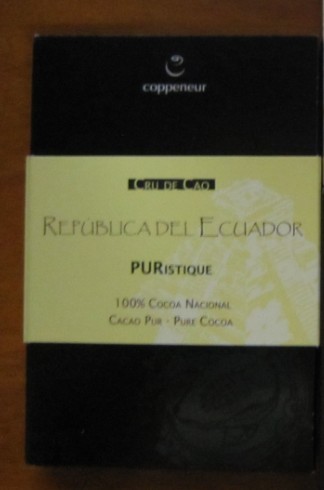 coppeneur
CRU DE CAO
REPÚBLICA DEL ECUADOR
PURISTIQUE
100% COCOA NACIONAL
CACAO PUR · PURE COCOA